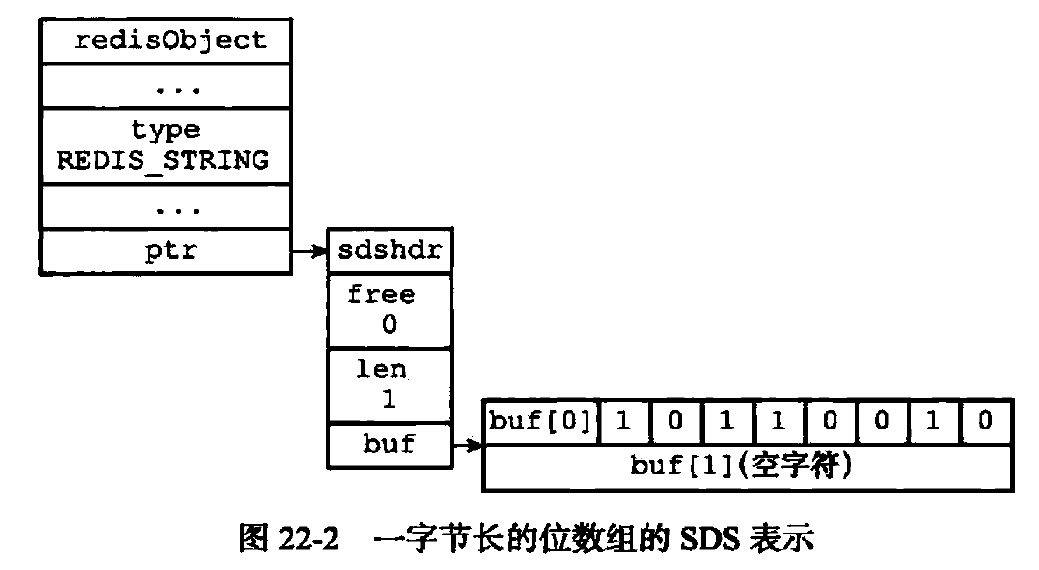 redisObject
...
type
REDIS_STRING
...
ptr
sdshdr
free
0
len
1
buf
buf[0] 1 0 1 1 0 0 1 0
buf[1](空字符)
图 22-2 一字节长的位数组的 SDS 表示